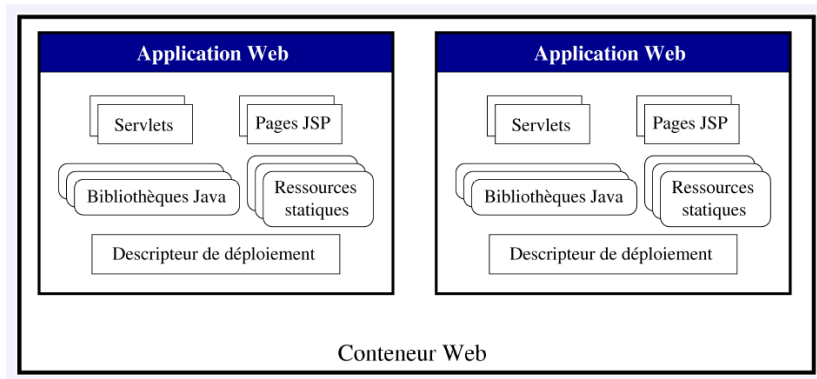 Application Web
Servlets
Pages JSP
Bibliothèques Java
Ressources
statiques
Descripteur de déploiement
Application Web
Servlets
Pages JSP
Bibliothèques Java
Ressources
statiques
Descripteur de déploiement
Conteneur Web